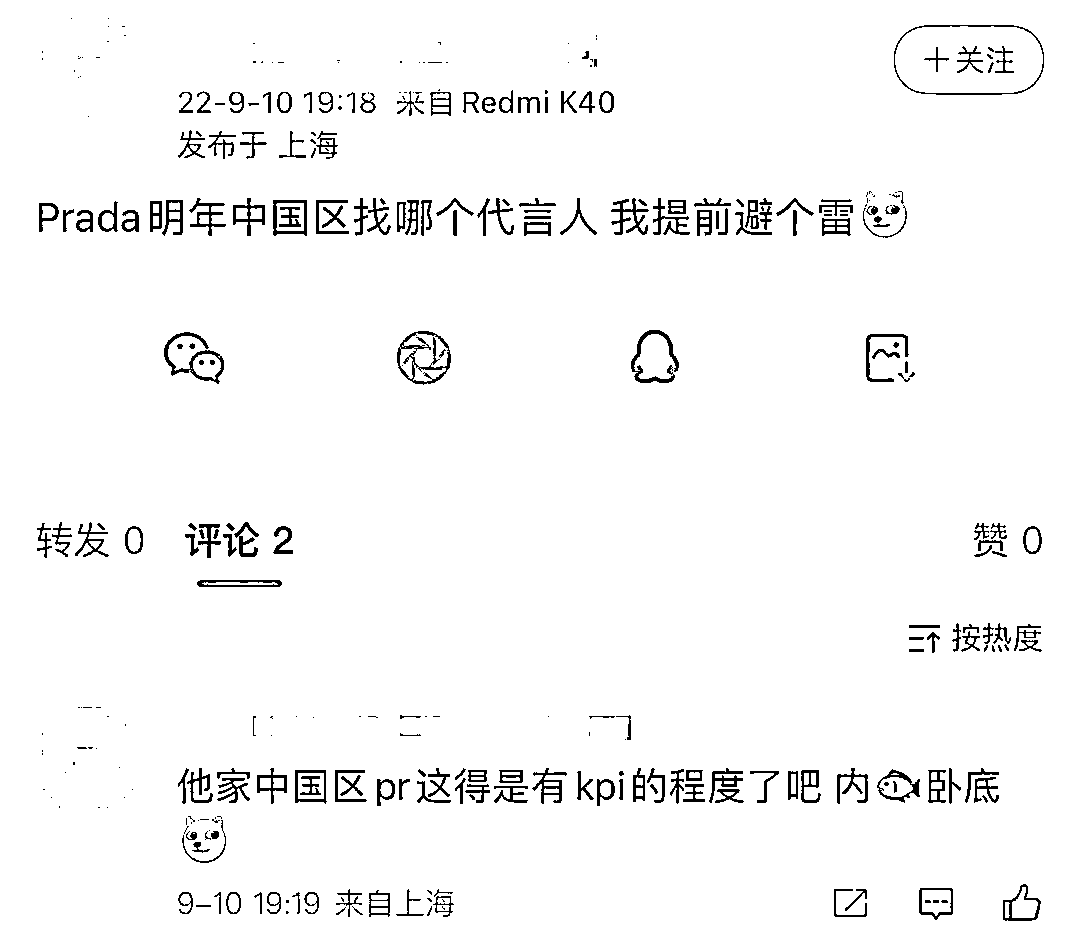 +关注
22-9-10 19:18 来自 Redmi K40
发布于 上海
Prada明年中国区找哪个代言人 我提前避个雷
转发 0 评论 2 赞 0
按热度
他家中国区pr这得是有kpi的程度了吧 内🐟卧底
9-10 19:19 来自上海